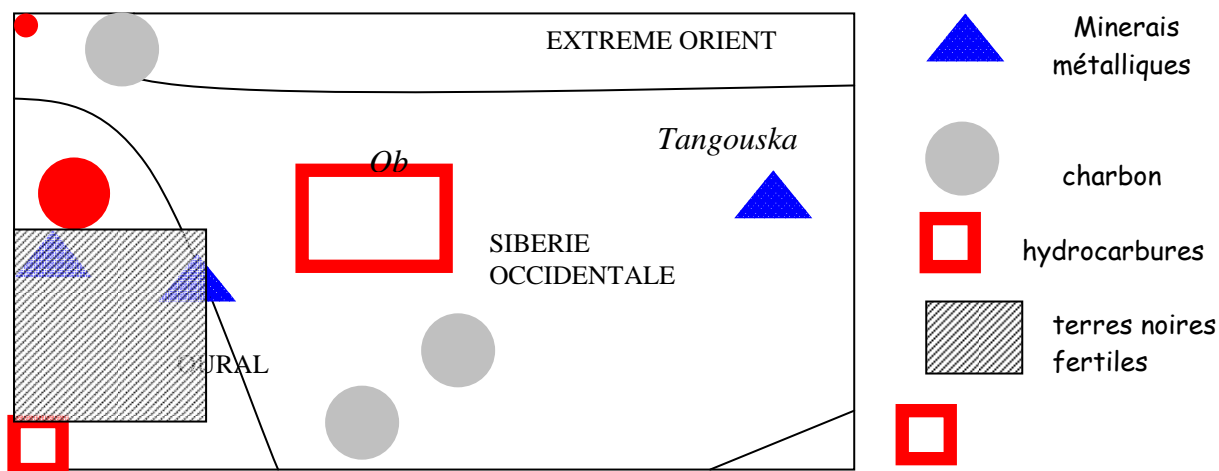 EXTREME ORIENT
Tangouska
Ob
SIBERIE
OCCIDENTALE
OURAL
Minerais
métalliques
charbon
hydrocarbures
terres noires
fertiles